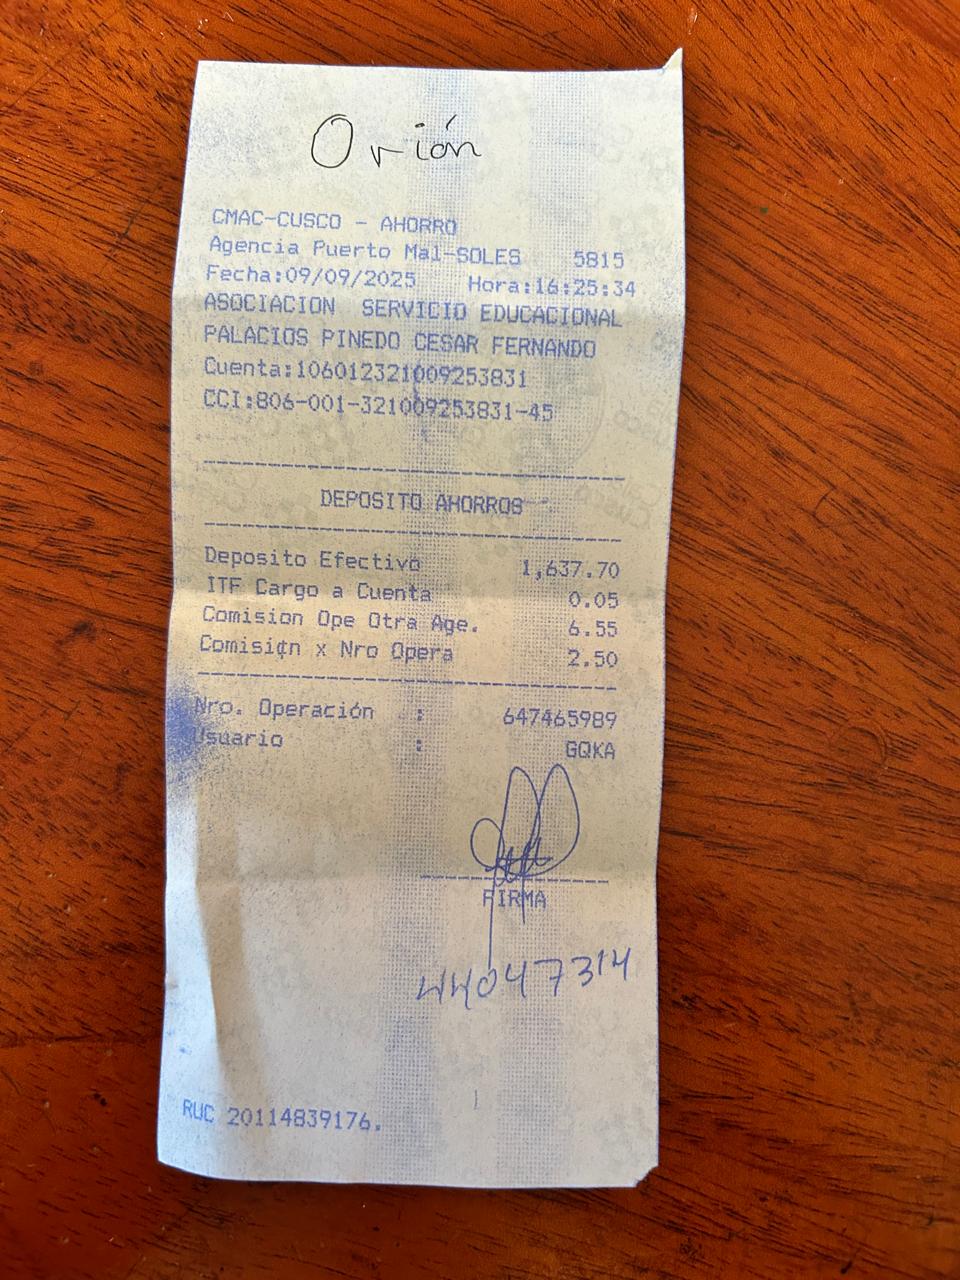 Orión
CMAC-CUSCO - AHORRO
Agencia Puerto Mal-SOLES 5815
Fecha:09/09/2025 Hora:16:25:34
ASOCIACION SERVICIO EDUCACIONAL
PALACIOS PINEDO CESAR FERNANDO
Cuenta:106012321009253831
CCI:806-001-321009253831-45
DEPOSITO AHORROS
Deposito Efectivo 1,637.70
ITF Cargo a Cuenta 0.05
Comision Ope Otra Age. 6.55
Comisión x Nro Opera 2.50
Nro. Operación : 647465989
Usuario : GQKA
FIRMA
44047314
RUC 20114839176.